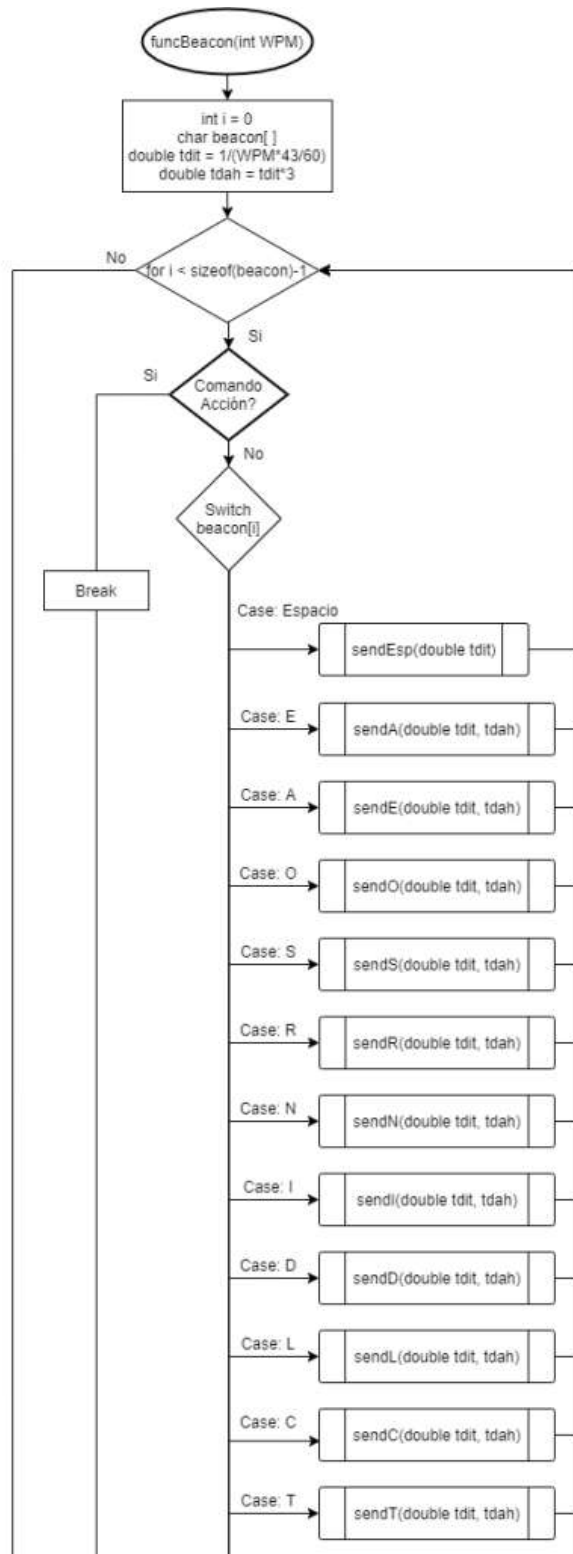 funcBeacon(int WPM)
int i = 0
char beacon[ ]
double tdit = 1/(WPM*43/60)
double tdah = tdit*3
No
for i < sizeof(beacon)-1
Si
Si
Comando
Acción?
No
Switch
beacon[i]
Break
Case: Espacio
sendEsp(double tdit)
Case: E
sendA(double tdit, tdah)
Case: A
sendE(double tdit, tdah)
Case: O
sendO(double tdit, tdah)
Case: S
sendS(double tdit, tdah)
Case: R
sendR(double tdit, tdah)
Case: N
sendN(double tdit, tdah)
Case: I
sendI(double tdit, tdah)
Case: D
sendD(double tdit, tdah)
Case: L
sendL(double tdit, tdah)
Case: C
sendC(double tdit, tdah)
Case: T
sendT(double tdit, tdah)